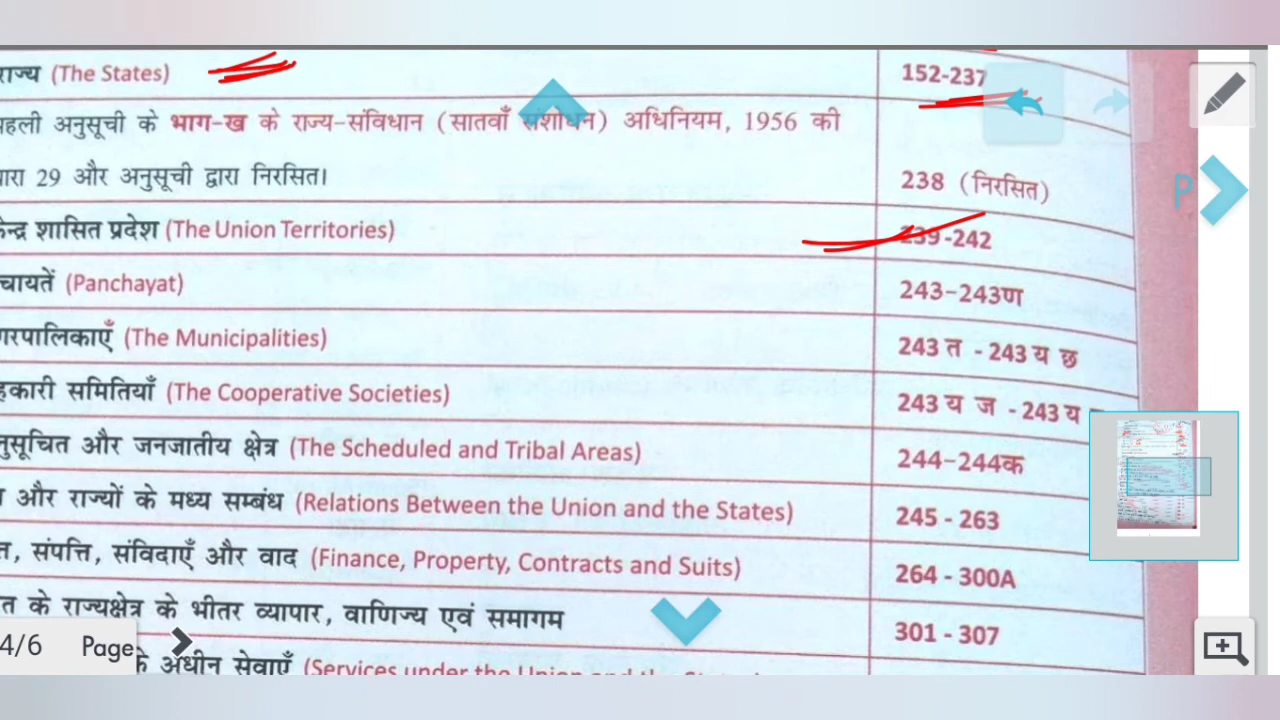 राज्य (The States) 152-237
पहली अनुसूची के भाग-ख के राज्य-संविधान (सातवाँ संशोधन) अधिनियम, 1956 की
धारा 29 और अनुसूची द्वारा निरसित। 238 (निरसित)
केन्द्र शासित प्रदेश (The Union Territories) 239-242
पंचायतें (Panchayat) 243-243ण
नगरपालिकाएँ (The Municipalities) 243 त - 243 य छ
सहकारी समितियाँ (The Cooperative Societies) 243 य ज - 243 य
अनुसूचित और जनजातीय क्षेत्र (The Scheduled and Tribal Areas) 244-244क
और राज्यों के मध्य सम्बंध (Relations Between the Union and the States) 245 - 263
संपत्ति, संविदाएँ और वाद (Finance, Property, Contracts and Suits) 264 - 300A
के राज्यक्षेत्र के भीतर व्यापार, वाणिज्य एवं समागम 301 - 307
के अधीन सेवाएँ (Services under the Union and the States)
4/6 Page
P